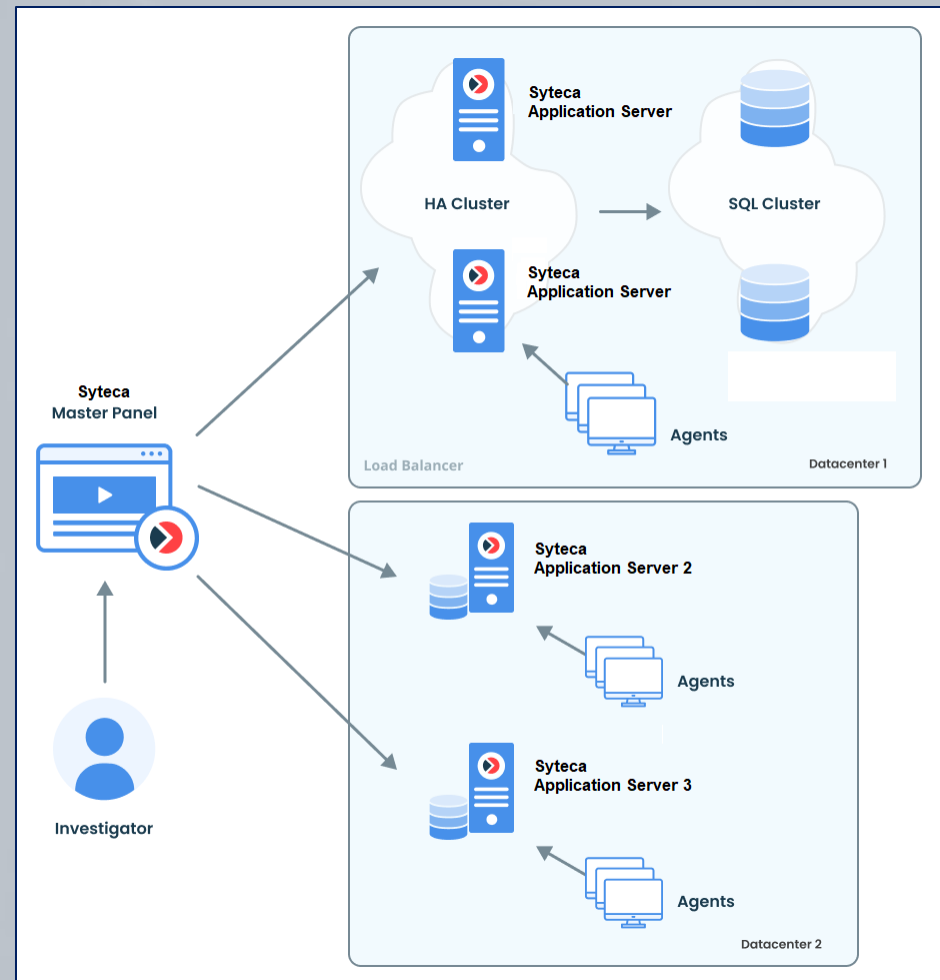 Syteca
Application Server
HA Cluster
SQL Cluster
Syteca
Application Server
Agents
Load Balancer
Datacenter 1
Syteca
Master Panel
Syteca
Application Server 2
Agents
Syteca
Application Server 3
Investigator
Agents
Datacenter 2